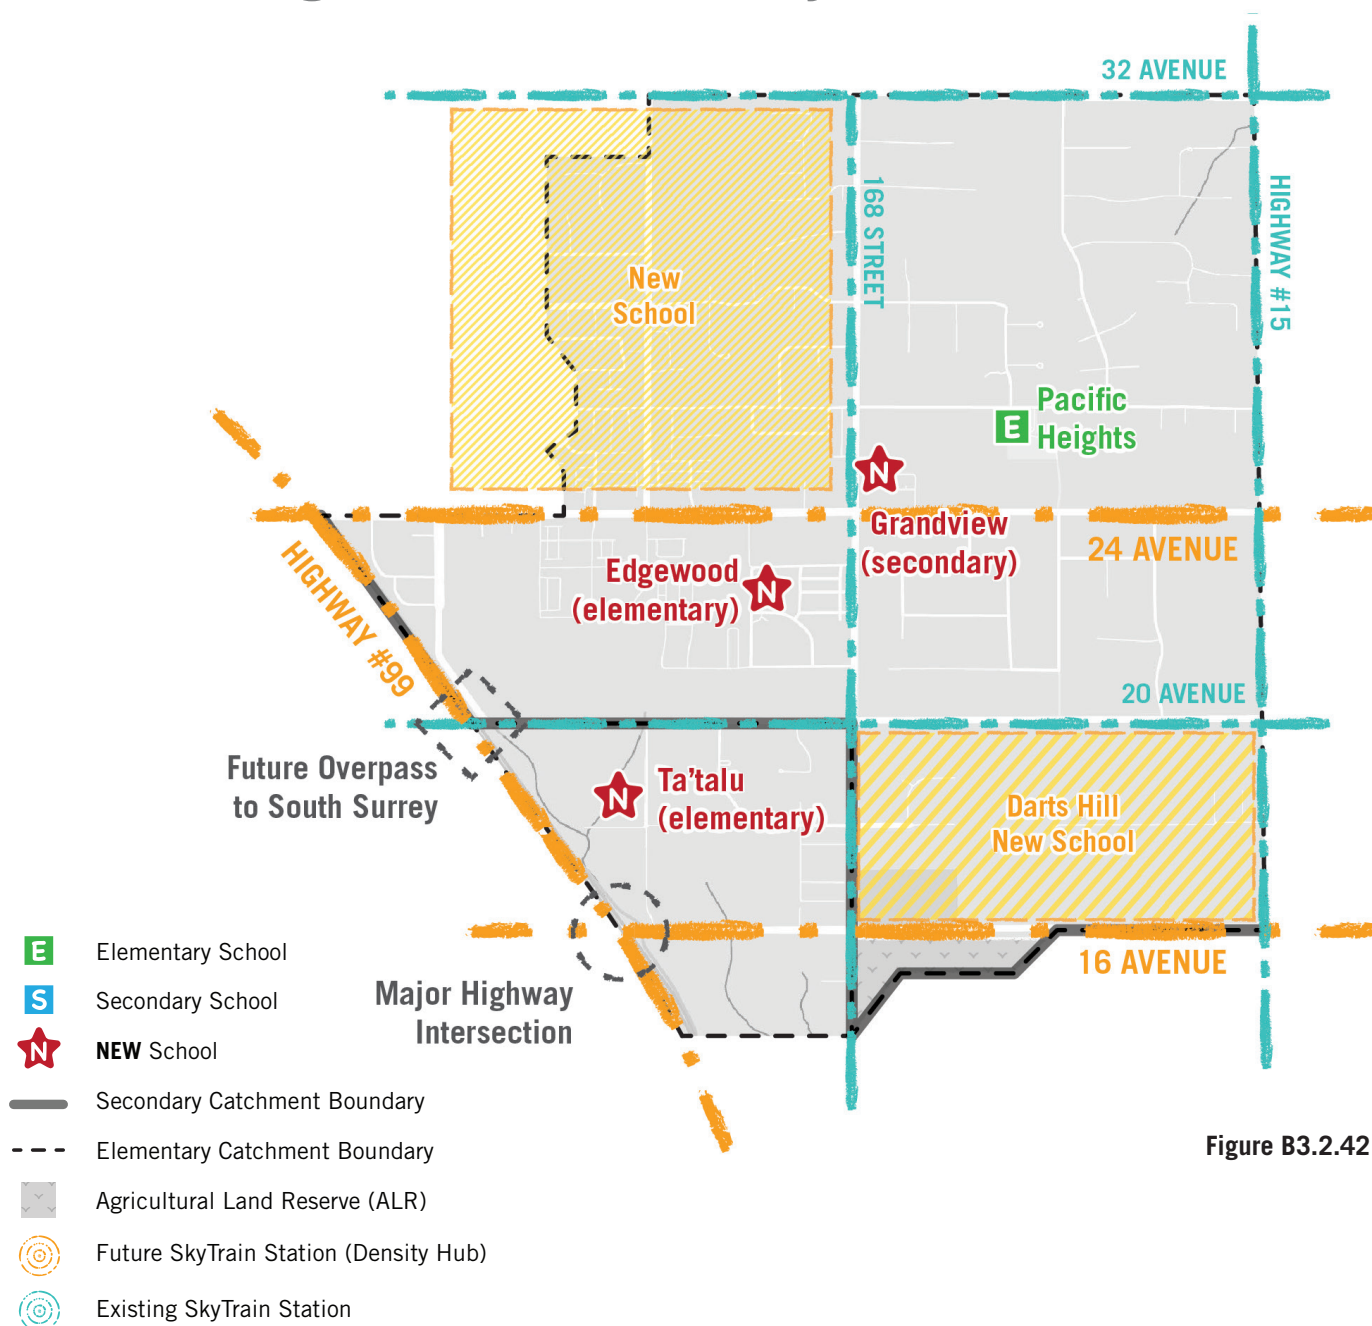 32 AVENUE
168 STREET
HIGHWAY #15
New
School
E
Pacific
Heights
N
Grandview
(secondary)
24 AVENUE
Edgewood
(elementary)
N
HIGHWAY #99
20 AVENUE
Future Overpass
to South Surrey
N
Ta'talu
(elementary)
Darts Hill
New School
16 AVENUE
Major Highway
Intersection
E Elementary School
S Secondary School
N NEW School
Secondary Catchment Boundary
Elementary Catchment Boundary
Agricultural Land Reserve (ALR)
Future SkyTrain Station (Density Hub)
Existing SkyTrain Station
Figure B3.2.42